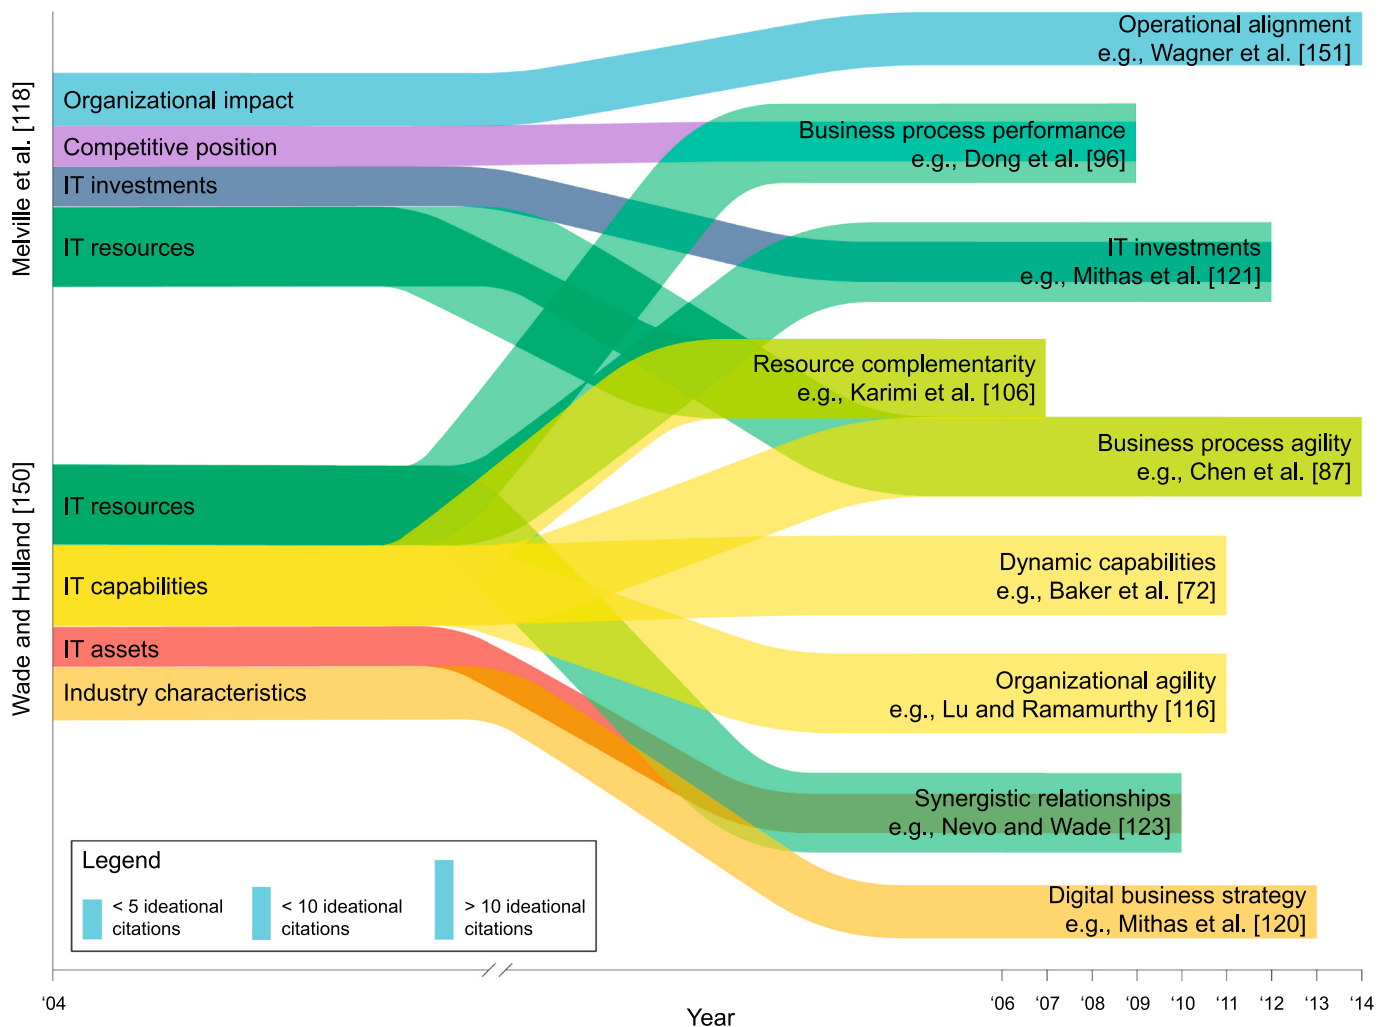 Melville et al. [118]
Organizational impact
Competitive position
IT investments
IT resources
Wade and Hulland [150]
IT resources
IT capabilities
IT assets
Industry characteristics
Operational alignment
e.g., Wagner et al. [151]
Business process performance
e.g., Dong et al. [96]
IT investments
e.g., Mithas et al. [121]
Resource complementarity
e.g., Karimi et al. [106]
Business process agility
e.g., Chen et al. [87]
Dynamic capabilities
e.g., Baker et al. [72]
Organizational agility
e.g., Lu and Ramamurthy [116]
Synergistic relationships
e.g., Nevo and Wade [123]
Digital business strategy
e.g., Mithas et al. [120]
Legend
< 5 ideational
citations
< 10 ideational
citations
> 10 ideational
citations
‘04 ‘06 ‘07 ‘08 ‘09 ‘10 ‘11 ‘12 ‘13 ‘14
Year